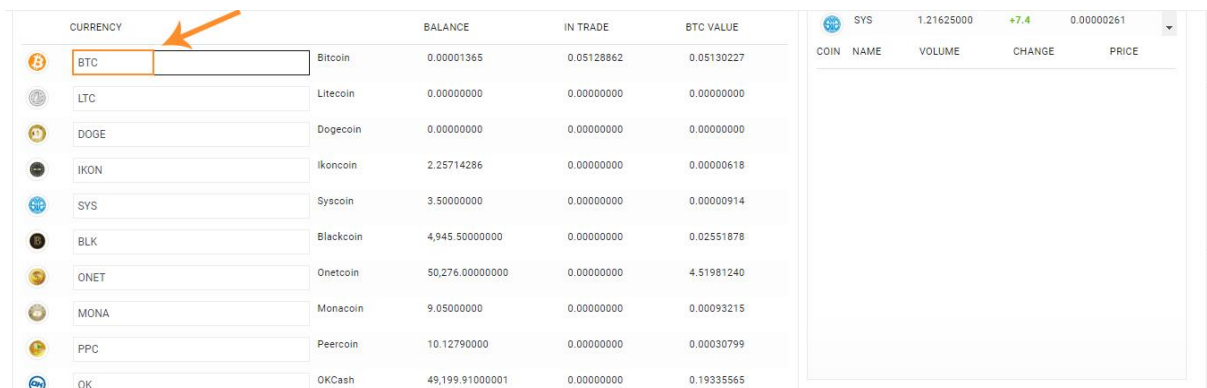 CURRENCY BALANCE IN TRADE BTC VALUE
BTC Bitcoin 0.00001365 0.05128862 0.05130227
LTC Litecoin 0.00000000 0.00000000 0.00000000
DOGE Dogecoin 0.00000000 0.00000000 0.00000000
IKON Ikoncoin 2.25714286 0.00000000 0.00000618
SYS Syscoin 3.50000000 0.00000000 0.00000914
BLK Blackcoin 4,945.50000000 0.00000000 0.02551878
ONET Onetcoin 50,276.00000000 0.00000000 4.51981240
MONA Monacoin 9.05000000 0.00000000 0.00093215
PPC Peercoin 10.12790000 0.00000000 0.00030799
OK OKCash 49,199.91000001 0.00000000 0.19335565
SYS 1.21625000 +7.4 0.00000261
COIN NAME VOLUME CHANGE PRICE